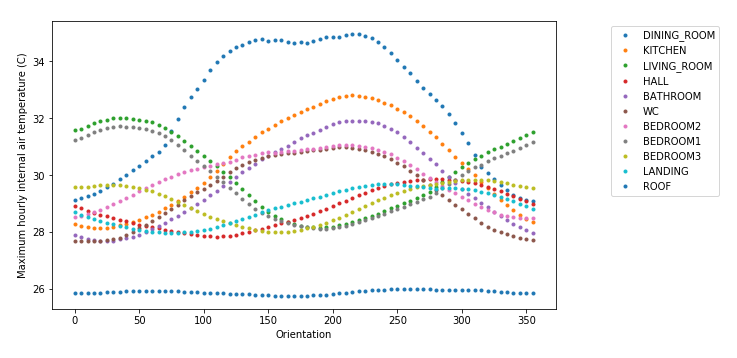 Maximum hourly internal air temperature (C)
34
32
30
28
26
0
50
100
150
200
250
300
350
Orientation
DINING_ROOM
KITCHEN
LIVING_ROOM
HALL
BATHROOM
WC
BEDROOM2
BEDROOM1
BEDROOM3
LANDING
ROOF